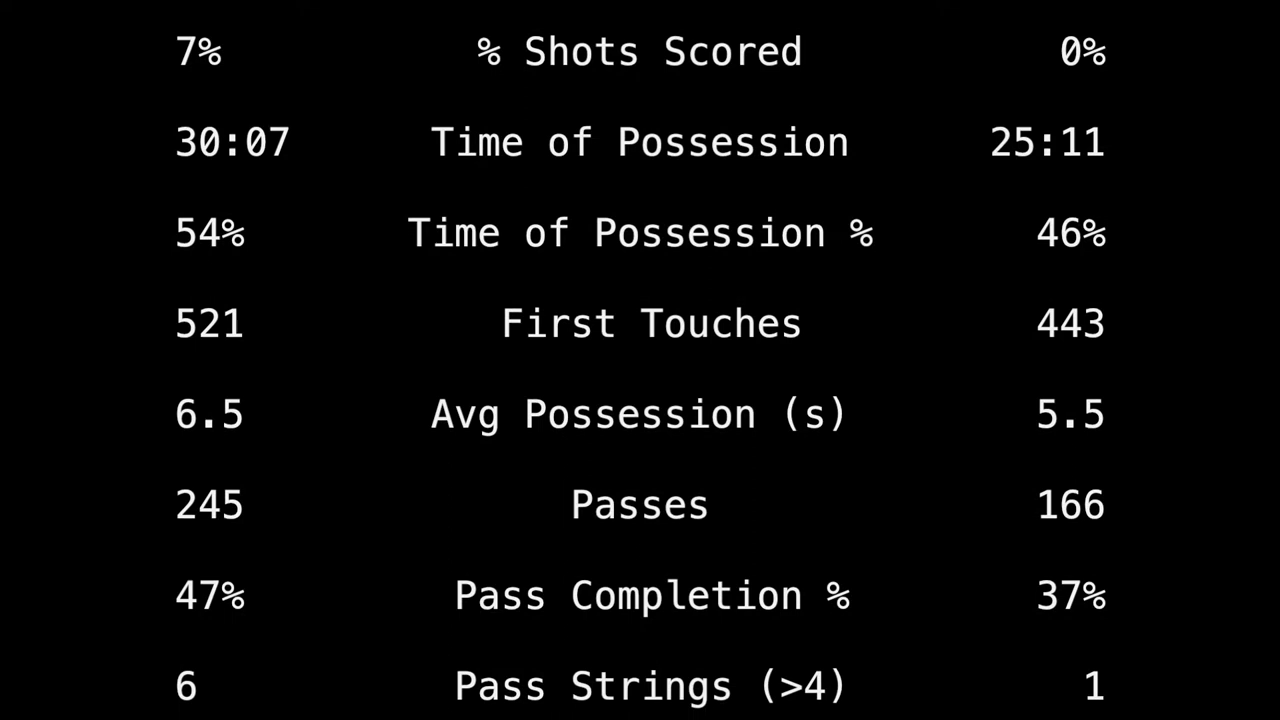 7% % Shots Scored 0%
30:07 Time of Possession 25:11
54% Time of Possession % 46%
521 First Touches 443
6.5 Avg Possession (s) 5.5
245 Passes 166
47% Pass Completion % 37%
6 Pass Strings (>4) 1